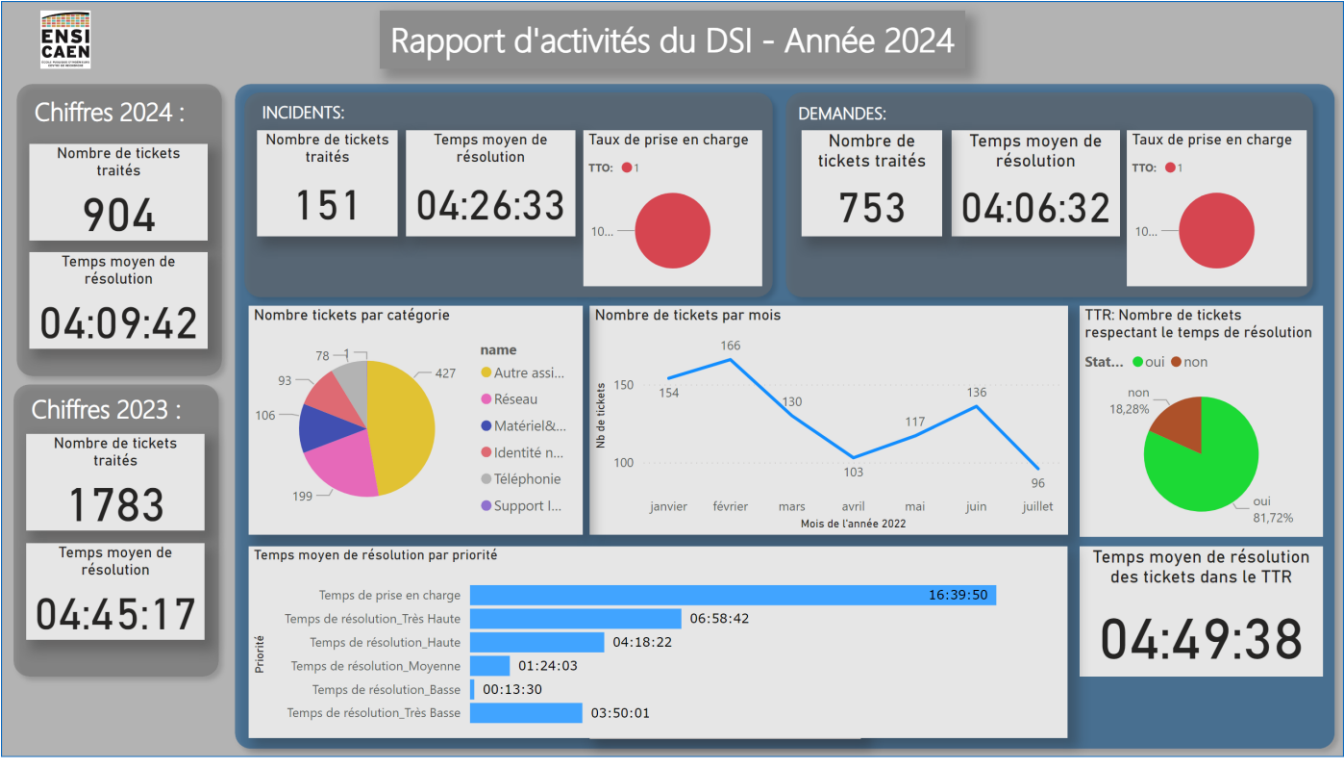 ENSI
CAEN
Rapport d'activités du DSI - Année 2024
Chiffres 2024 :
Nombre de tickets
traités
904
Temps moyen de
résolution
04:09:42
Chiffres 2023 :
Nombre de tickets
traités
1783
Temps moyen de
résolution
04:45:17
INCIDENTS:
Nombre de tickets
traités
151
Temps moyen de
résolution
04:26:33
Taux de prise en charge
TTO: 1
10...
DEMANDES:
Nombre de
tickets traités
753
Temps moyen de
résolution
04:06:32
Taux de prise en charge
TTO: 1
10...
Nombre tickets par catégorie
427
199
106
93
78
1
name
Autre assi...
Réseau
Matériel&...
Identité n...
Téléphonie
Support I...
Nombre de tickets par mois
Nb de tickets
150
100
154
166
130
103
117
136
96
janvier février mars avril mai juin juillet
Mois de l'année 2022
TTR: Nombre de tickets
respectant le temps de résolution
Stat... oui non
non
18,28%
oui
81,72%
Temps moyen de résolution par priorité
Priorité
Temps de prise en charge 16:39:50
Temps de résolution_Très Haute 06:58:42
Temps de résolution_Haute 04:18:22
Temps de résolution_Moyenne 01:24:03
Temps de résolution_Basse 00:13:30
Temps de résolution_Très Basse 03:50:01
Temps moyen de résolution
des tickets dans le TTR
04:49:38